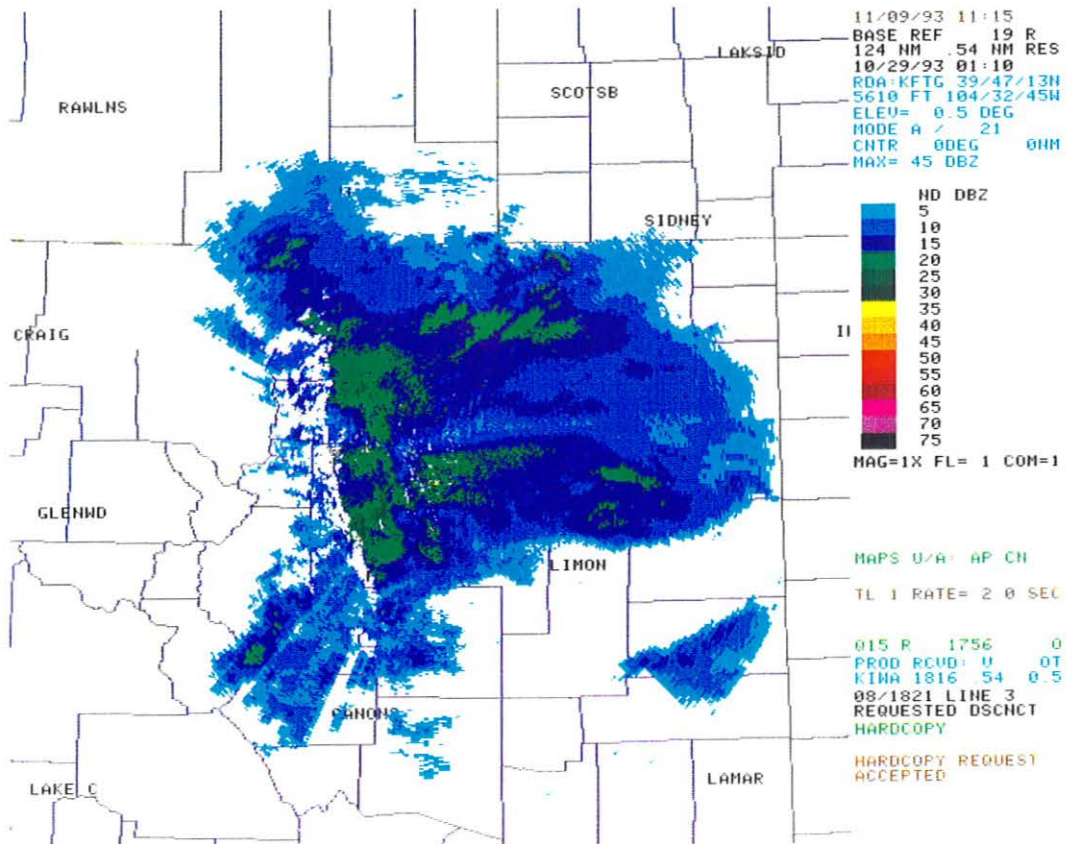 11/09/93 11:15
BASE REF 19 R
124 NM .54 NM RES
10/29/93 01:10
RDA:KFTG 39/47/13N
5610 FT 104/32/45W
ELEV= 0.5 DEG
MODE A / 21
CNTR 0DEG 0NM
MAX= 45 DBZ
ND DBZ
5
10
15
20
25
30
35
40
45
50
55
60
65
70
75
MAG=1X FL= 1 COM=1
MAPS U/A: AP CN
TL 1 RATE= 2 0 SEC
Q15 R 1756 0
PROD RCVD: V OT
KIWA 1816 .54 0.5
08/1821 LINE 3
REQUESTED DSCNCT
HARDCOPY
HARDCOPY REQUEST
ACCEPTED
LAKSID
RAWLNS
SCOTSB
SIDNEY
CRAIG
GLENWD
LIMON
CANONS
LAKE C
LAMAR